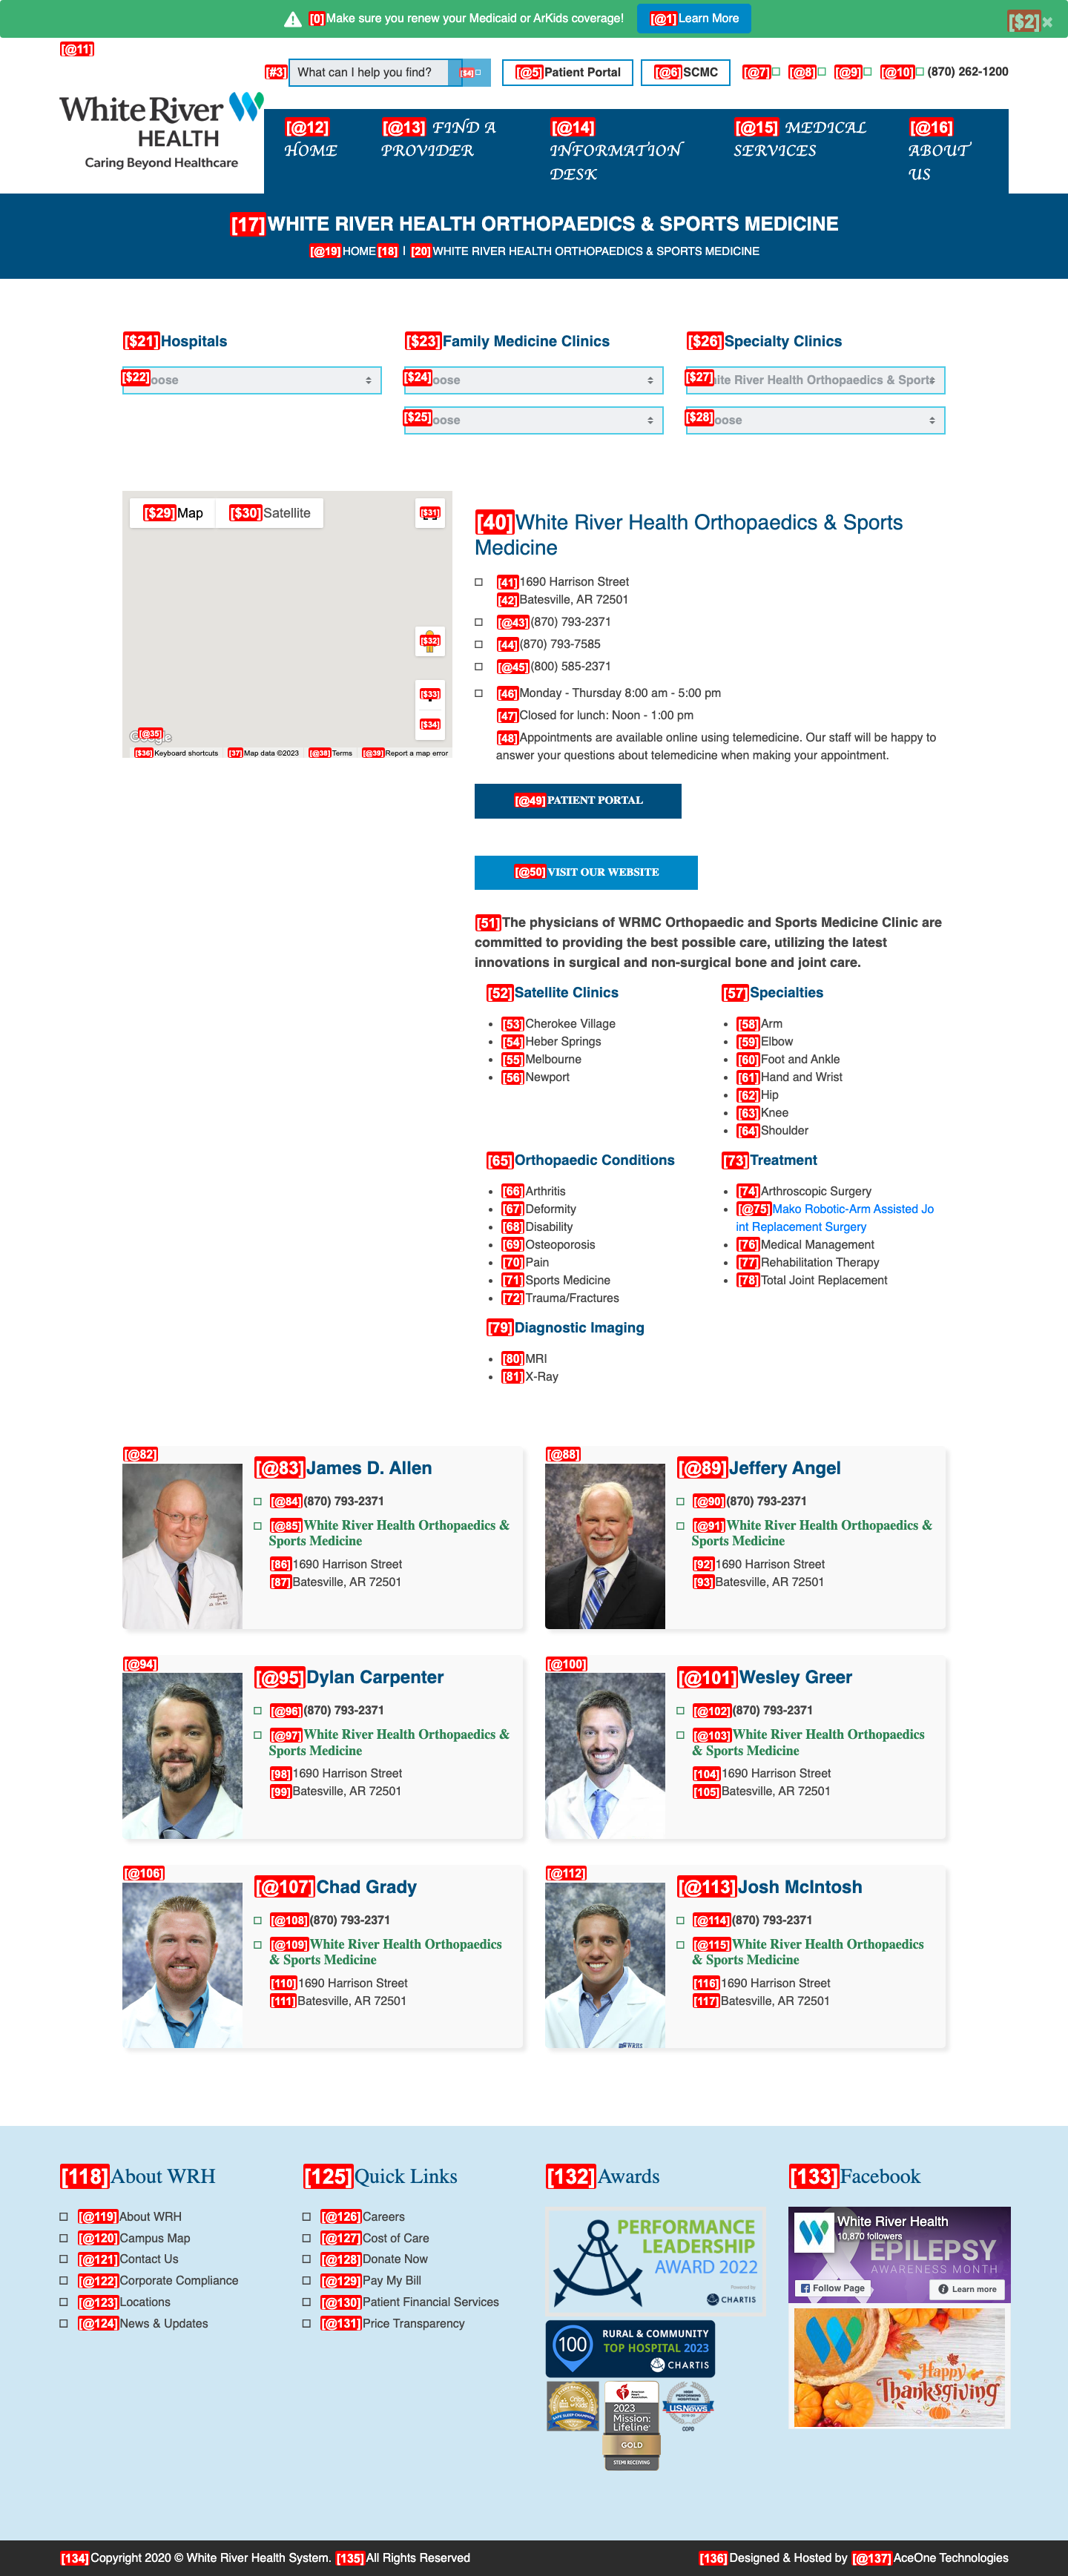 [0] Make sure you renew your Medicaid or ArKids coverage! [@1] Learn More [$2] ×
[@11]
[#3] What can I help you find? [$4] [@5] Patient Portal [@6] SCMC [@7] [@8] [@9] [@10] (870) 262-1200
White River
HEALTH
Caring Beyond Healthcare
[@12] HOME
[@13] FIND A PROVIDER
[@14] INFORMATION DESK
[@15] MEDICAL SERVICES
[@16] ABOUT US
[17] WHITE RIVER HEALTH ORTHOPAEDICS & SPORTS MEDICINE
[@19] HOME [18] | [20] WHITE RIVER HEALTH ORTHOPAEDICS & SPORTS MEDICINE
[$21] Hospitals
[$22] oose
[$23] Family Medicine Clinics
[$24] oose
[$25] oose
[$26] Specialty Clinics
[$27] ite River Health Orthopaedics & Sports
[$28] oose
[$29] Map [$30] Satellite [$31]
[$32]
[$33]
[$34]
[@35]
[$36] Keyboard shortcuts [37] Map data ©2023 [@38] Terms [@39] Report a map error
[40] White River Health Orthopaedics & Sports
Medicine
[41] 1690 Harrison Street
[42] Batesville, AR 72501
[@43] (870) 793-2371
[44] (870) 793-7585
[@45] (800) 585-2371
[46] Monday - Thursday 8:00 am - 5:00 pm
[47] Closed for lunch: Noon - 1:00 pm
[48] Appointments are available online using telemedicine. Our staff will be happy to
answer your questions about telemedicine when making your appointment.
[@49] PATIENT PORTAL
[@50] VISIT OUR WEBSITE
[51] The physicians of WRMC Orthopaedic and Sports Medicine Clinic are
committed to providing the best possible care, utilizing the latest
innovations in surgical and non-surgical bone and joint care.
[52] Satellite Clinics
[53] Cherokee Village
[54] Heber Springs
[55] Melbourne
[56] Newport
[57] Specialties
[58] Arm
[59] Elbow
[60] Foot and Ankle
[61] Hand and Wrist
[62] Hip
[63] Knee
[64] Shoulder
[65] Orthopaedic Conditions
[66] Arthritis
[67] Deformity
[68] Disability
[69] Osteoporosis
[70] Pain
[71] Sports Medicine
[72] Trauma/Fractures
[73] Treatment
[74] Arthroscopic Surgery
[@75] Mako Robotic-Arm Assisted Jo
int Replacement Surgery
[76] Medical Management
[77] Rehabilitation Therapy
[78] Total Joint Replacement
[79] Diagnostic Imaging
[80] MRI
[81] X-Ray
[@82]
[@83] James D. Allen
[@84] (870) 793-2371
[@85] White River Health Orthopaedics &
Sports Medicine
[86] 1690 Harrison Street
[87] Batesville, AR 72501
[@88]
[@89] Jeffery Angel
[@90] (870) 793-2371
[@91] White River Health Orthopaedics &
Sports Medicine
[92] 1690 Harrison Street
[93] Batesville, AR 72501
[@94]
[@95] Dylan Carpenter
[@96] (870) 793-2371
[@97] White River Health Orthopaedics &
Sports Medicine
[98] 1690 Harrison Street
[99] Batesville, AR 72501
[@100]
[@101] Wesley Greer
[@102] (870) 793-2371
[@103] White River Health Orthopaedics
& Sports Medicine
[104] 1690 Harrison Street
[105] Batesville, AR 72501
[@106]
[@107] Chad Grady
[@108] (870) 793-2371
[@109] White River Health Orthopaedics
& Sports Medicine
[110] 1690 Harrison Street
[111] Batesville, AR 72501
[@112]
[@113] Josh McIntosh
[@114] (870) 793-2371
[@115] White River Health Orthopaedics
& Sports Medicine
[116] 1690 Harrison Street
[117] Batesville, AR 72501
[118] About WRH
[@119] About WRH
[@120] Campus Map
[@121] Contact Us
[@122] Corporate Compliance
[@123] Locations
[@124] News & Updates
[125] Quick Links
[@126] Careers
[@127] Cost of Care
[@128] Donate Now
[@129] Pay My Bill
[@130] Patient Financial Services
[@131] Price Transparency
[132] Awards
PERFORMANCE
LEADERSHIP
AWARD 2022
Powered by
CHARTIS
100 RURAL & COMMUNITY
TOP HOSPITAL 2023
CHARTIS
2023
Mission:
Lifeline
GOLD
STEMI RECEIVING
U.S.News
COPD
[133] Facebook
White River Health
10,870 followers
EPILEPSY
AWARENESS MONTH
Follow Page
Learn more
Happy
Thanksgiving
[134] Copyright 2020 © White River Health System. [135] All Rights Reserved
[136] Designed & Hosted by [@137] AceOne Technologies